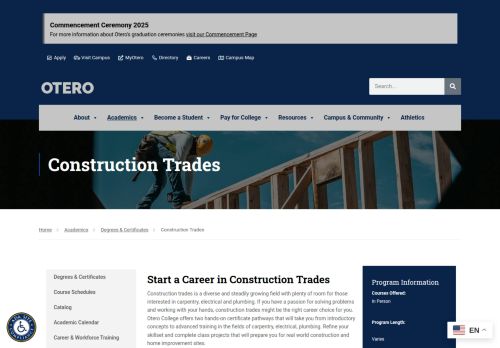 Commencement Ceremony 2025
For more information about Otero's graduation ceremonies visit our Commencement Page
Apply Visit Campus MyOtero Directory Careers Campus Map
OTERO
Search...
About Academics Become a Student Pay for College Resources Campus & Community Athletics
Construction Trades
Home Academics Degrees & Certificates Construction Trades
Degrees & Certificates
Course Schedules
Catalog
Academic Calendar
Career & Workforce Training
Start a Career in Construction Trades
Construction trades is a diverse and steadily growing field with plenty of room for those
interested in carpentry, electrical and plumbing. If you have a passion for solving problems
and working with your hands, construction trades might be the right career choice for you.
Otero College offers two hands-on certificate pathways that will take you from introductory
concepts to advanced training in the fields of carpentry, electrical, plumbing. Refine your
skillset and complete class projects that will prepare you for real world construction and
home improvement sites.
Program Information
Courses Offered:
In Person
Program Length:
Varies
EN